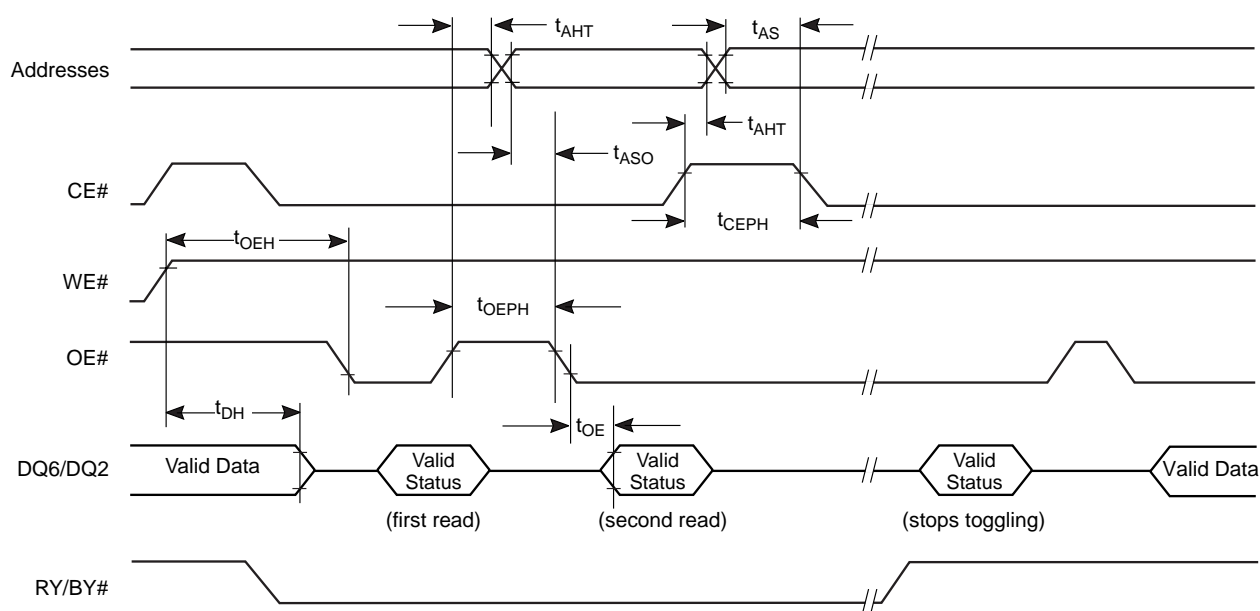 tAHT
tAS
Addresses
tAHT
tASO
CE#
tCEPH
tOEH
WE#
tOEPH
OE#
tDH
tOE
DQ6/DQ2
Valid Data
Valid
Status
Valid
Status
Valid
Status
Valid Data
(first read)
(second read)
(stops toggling)
RY/BY#